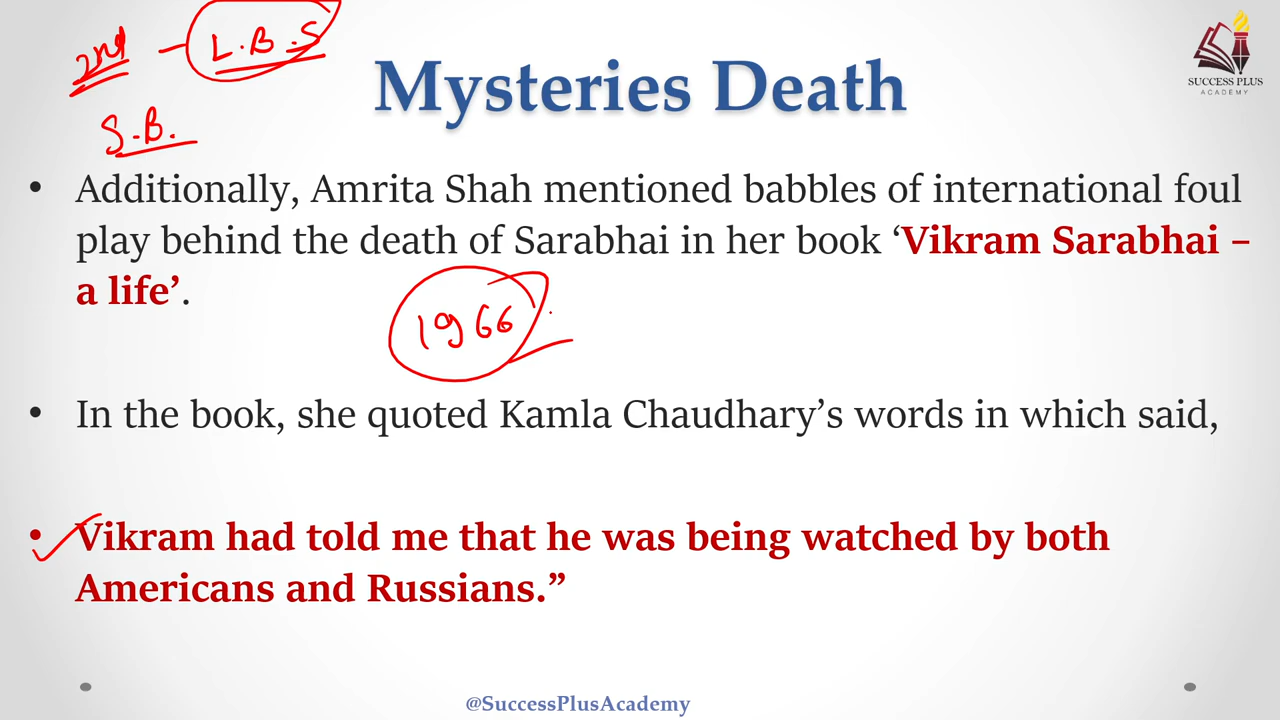 2nd - L.B.S
S.B.
SUCCESS PLUS
ACADEMY
Mysteries Death
• Additionally, Amrita Shah mentioned babbles of international foul
play behind the death of Sarabhai in her book ‘Vikram Sarabhai –
a life’.
1966
• In the book, she quoted Kamla Chaudhary’s words in which said,
• Vikram had told me that he was being watched by both
Americans and Russians.”
@SuccessPlusAcademy